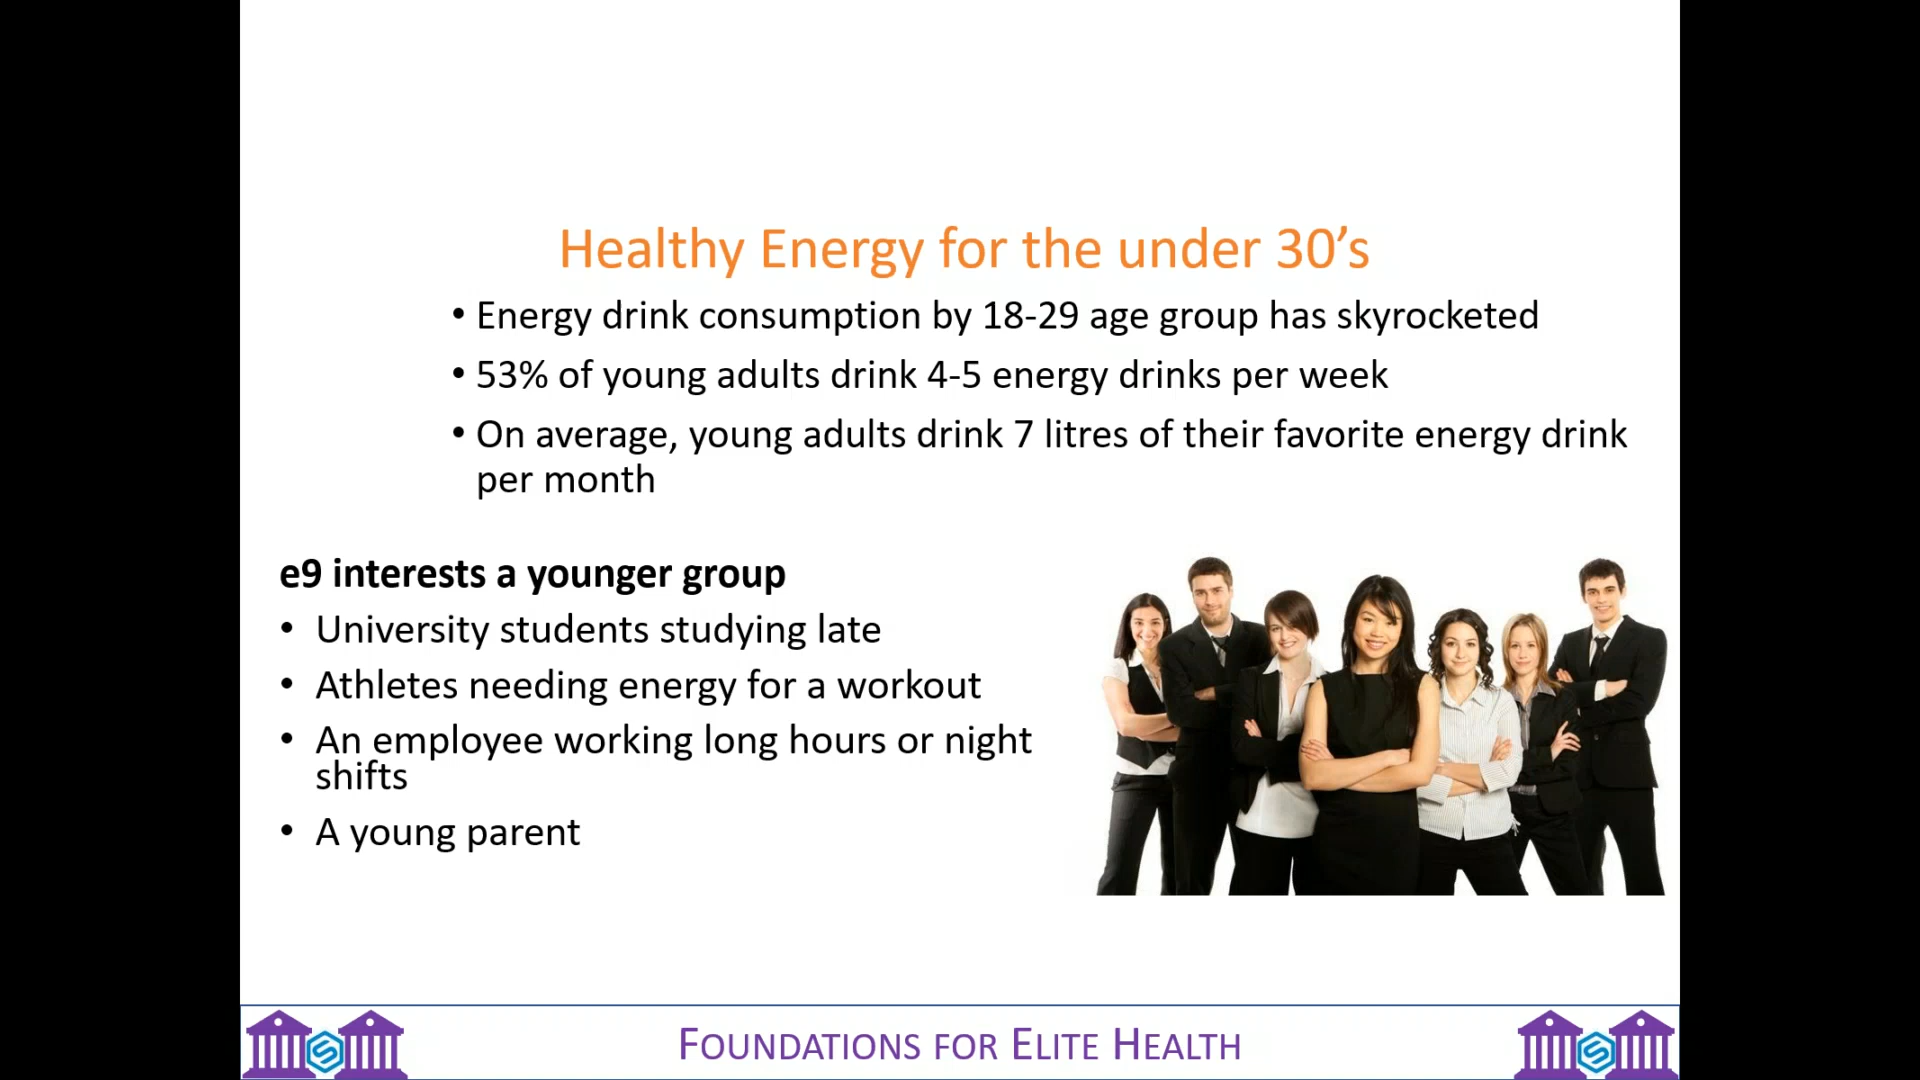 Healthy Energy for the under 30’s
• Energy drink consumption by 18-29 age group has skyrocketed
• 53% of young adults drink 4-5 energy drinks per week
• On average, young adults drink 7 litres of their favorite energy drink
per month
e9 interests a younger group
• University students studying late
• Athletes needing energy for a workout
• An employee working long hours or night
shifts
• A young parent
FOUNDATIONS FOR ELITE HEALTH